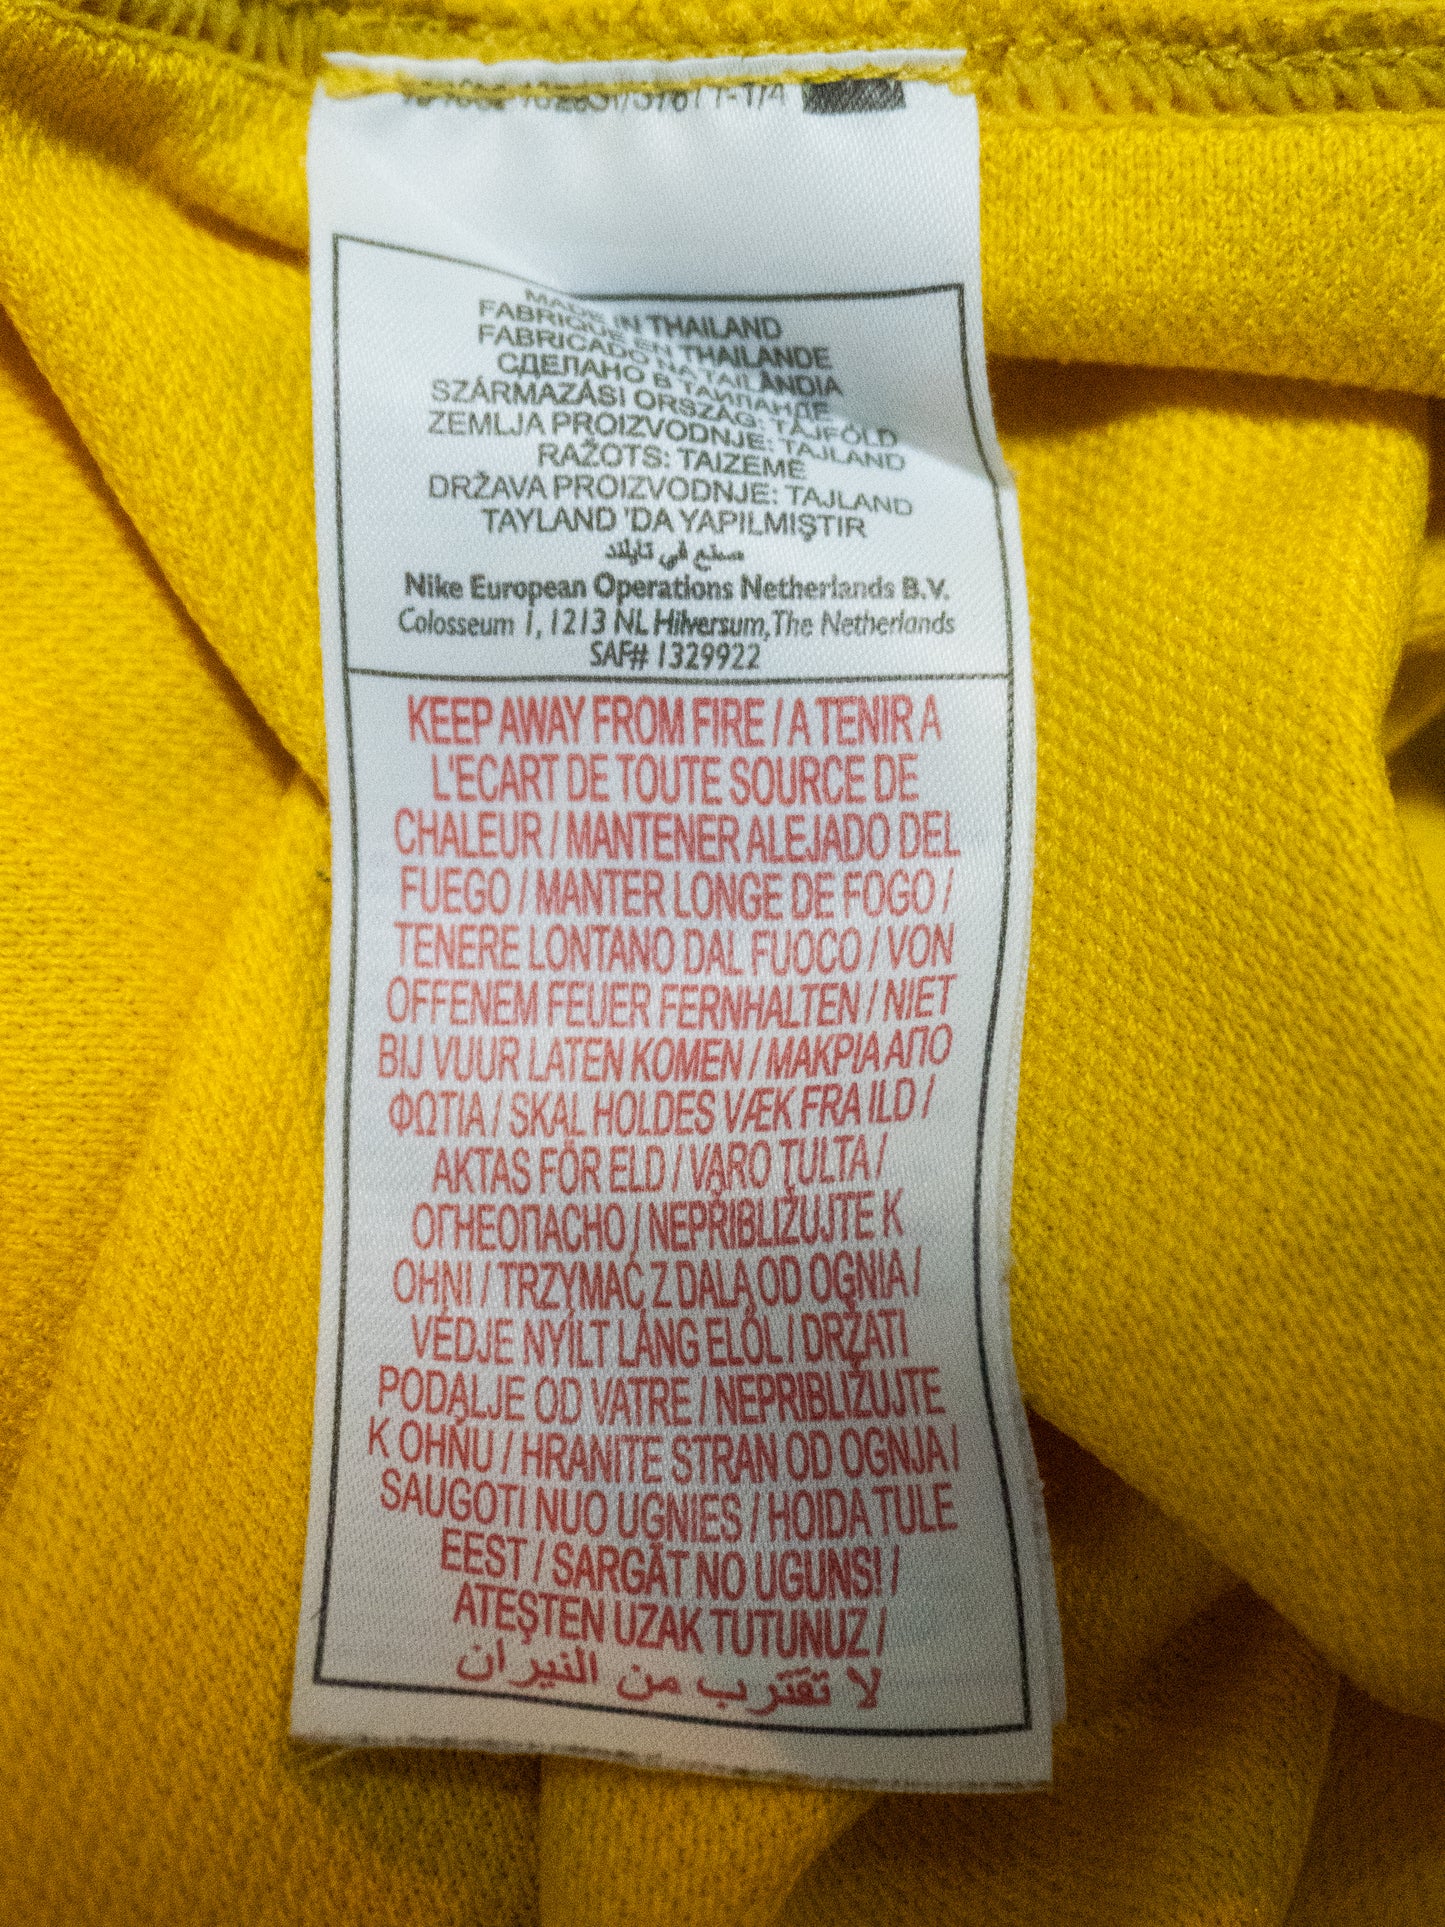 MADE IN THAILAND
FABRIQUE EN THAILANDE
FABRICADO NA TAILÂNDIA
СДЕЛАНО В ТАИЛАНДЕ
SZÁRMAZÁSI ORSZÁG: TÁJFÖLD
ZEMLJA PROIZVODNJE: TAJLAND
RAŽOTS: TAIZEME
DRŽAVA PROIZVODNJE: TAJLAND
TAYLAND 'DA YAPILMIŞTIR
صنع في تايلند
Nike European Operations Netherlands B.V.
Colosseum 1, 1213 NL Hilversum, The Netherlands
SAF# 1329922
KEEP AWAY FROM FIRE / A TENIR A
L'ECART DE TOUTE SOURCE DE
CHALEUR / MANTENER ALEJADO DEL
FUEGO / MANTER LONGE DE FOGO /
TENERE LONTANO DAL FUOCO / VON
OFFENEM FEUER FERNHALTEN / NIET
BIJ VUUR LATEN KOMEN / ΜΑΚΡΙΑ ΑΠΟ
ΦΩΤΙΑ / SKAL HOLDES VÆK FRA ILD /
AKTAS FÖR ELD / VARO TULTA /
ОГНЕОПАСНО / NEPŘIBLIŽUJTE K
OHNI / TRZYMAĆ Z DALA OD OGNIA /
VÉDJE NYÍLT LÁNG ELŐL / DRŽATI
PODALJE OD VATRE / NEPRIBLIŽUJTE
K OHŇU / HRANITE STRAN OD OGNJA /
SAUGOTI NUO UGNIES / HOIDA TULE
EEST / SARGĀT NO UGUNS! /
ATEŞTEN UZAK TUTUNUZ /
لا تقترب من النيران